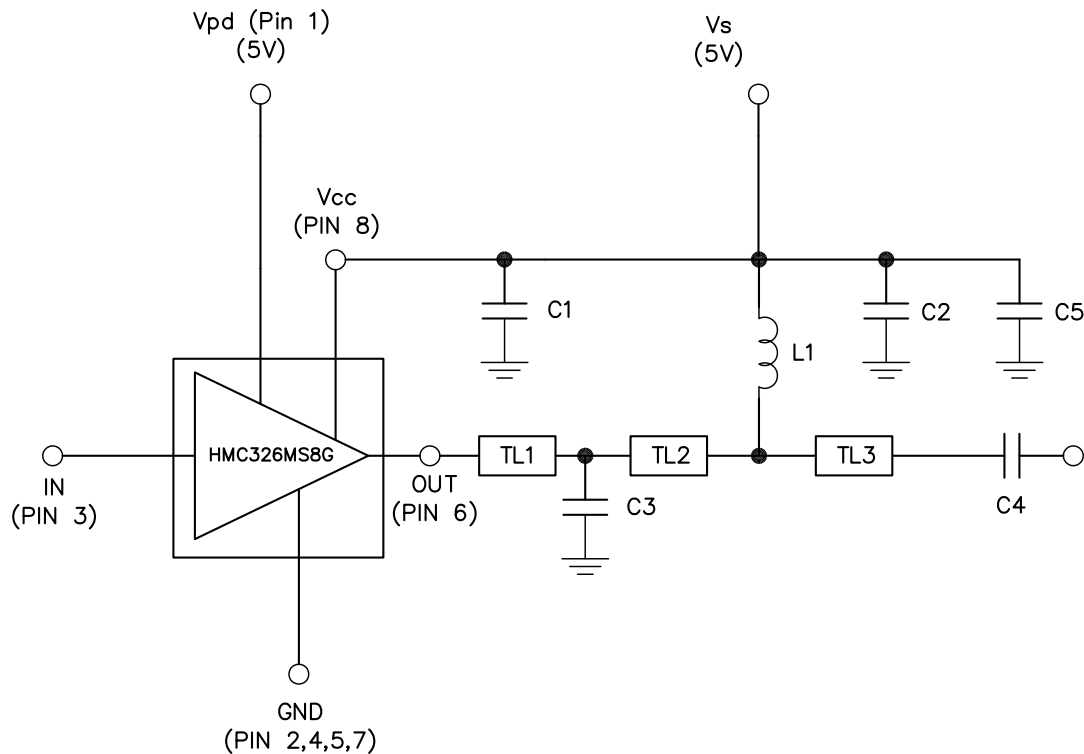 Vpd (Pin 1)
(5V)
Vs
(5V)
Vcc
(PIN 8)
C1
C2
C5
L1
HMC326MS8G
TL1
TL2
TL3
IN
(PIN 3)
OUT
(PIN 6)
C3
C4
GND
(PIN 2,4,5,7)